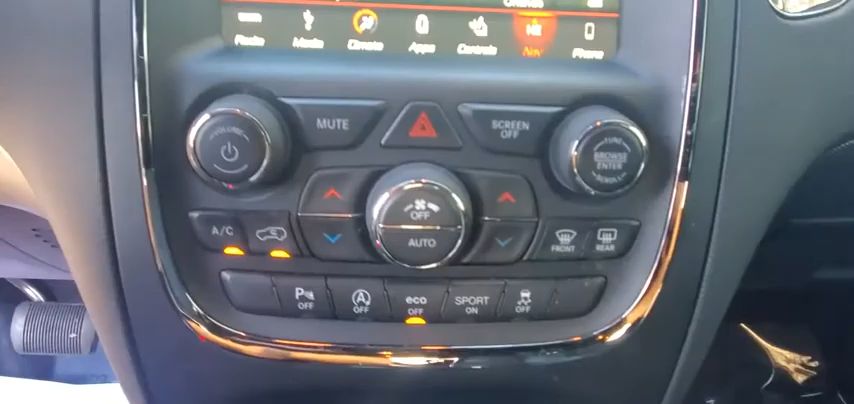 Radio Media Climate Apps Controls Nav Phone
VOLUME
MUTE
SCREEN
OFF
TUNE
BROWSE
ENTER
SCROLL
OFF
AUTO
A/C
FRONT
REAR
P OFF
A OFF
eco
OFF
SPORT
ON
OFF